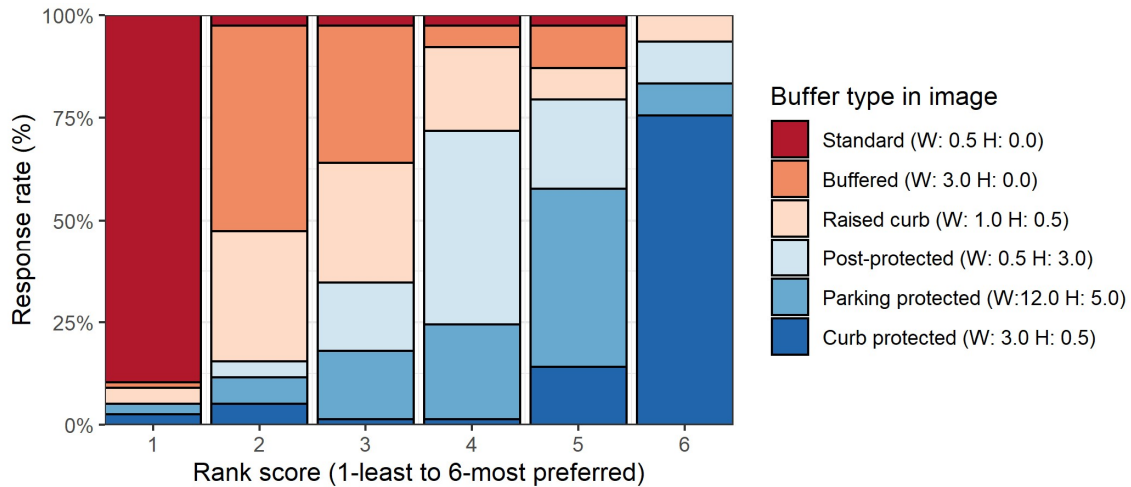 100%
75%
50%
25%
0%
Response rate (%)
1 2 3 4 5 6
Rank score (1-least to 6-most preferred)
Buffer type in image
Standard (W: 0.5 H: 0.0)
Buffered (W: 3.0 H: 0.0)
Raised curb (W: 1.0 H: 0.5)
Post-protected (W: 0.5 H: 3.0)
Parking protected (W:12.0 H: 5.0)
Curb protected (W: 3.0 H: 0.5)